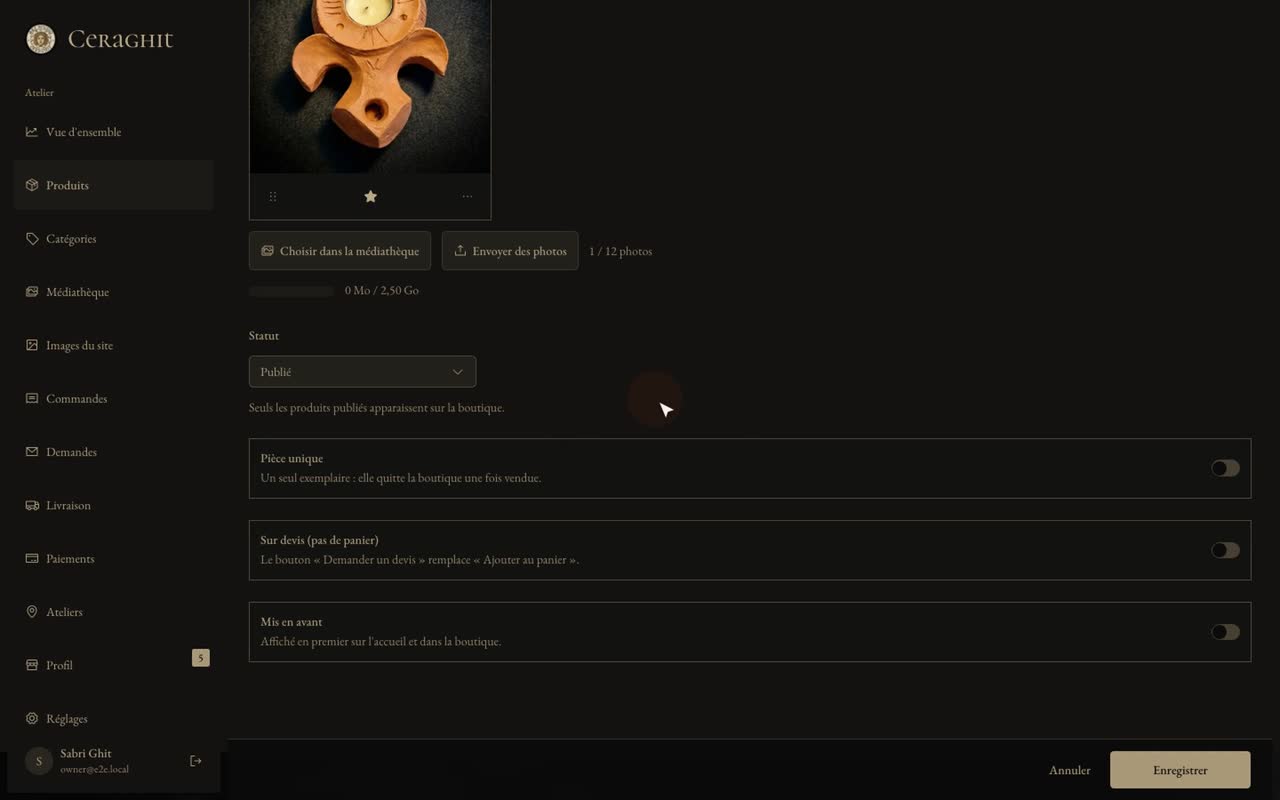 Ceraghit
Atelier
Vue d'ensemble
Produits
Catégories
Médiathèque
Images du site
Commandes
Demandes
Livraison
Paiements
Ateliers
Profil 5
Réglages
S Sabri Ghit
owner@e2e.local
Choisir dans la médiathèque Envoyer des photos 1 / 12 photos
0 Mo / 2,50 Go
Statut
Publié
Seuls les produits publiés apparaissent sur la boutique.
Pièce unique
Un seul exemplaire : elle quitte la boutique une fois vendue.
Sur devis (pas de panier)
Le bouton « Demander un devis » remplace « Ajouter au panier ».
Mis en avant
Affiché en premier sur l'accueil et dans la boutique.
Annuler Enregistrer